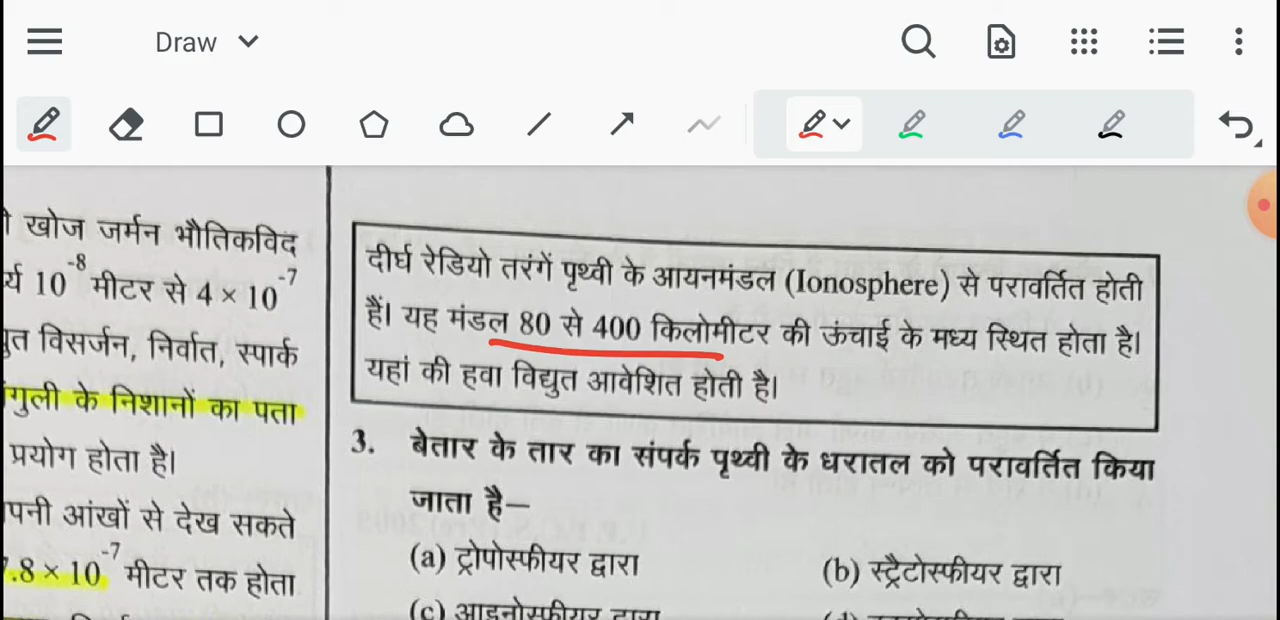 Draw
ी खोज जर्मन भौतिकविद
र्य 10⁻⁸ मीटर से 4 × 10⁻⁷
विसर्जन, निर्वात, स्पार्क
गुली के निशानों का पता
प्रयोग होता है।
पनी आंखों से देख सकते
.8 × 10⁻⁷ मीटर तक होता
दीर्घ रेडियो तरंगें पृथ्वी के आयनमंडल (Ionosphere) से परावर्तित होती
हैं। यह मंडल 80 से 400 किलोमीटर की ऊंचाई के मध्य स्थित होता है।
यहां की हवा विद्युत आवेशित होती है।
3. बेतार के तार का संपर्क पृथ्वी के धरातल को परावर्तित किया
जाता है—
(a) ट्रोपोस्फीयर द्वारा (b) स्ट्रैटोस्फीयर द्वारा
(c) आइनोस्फीयर द्वारा